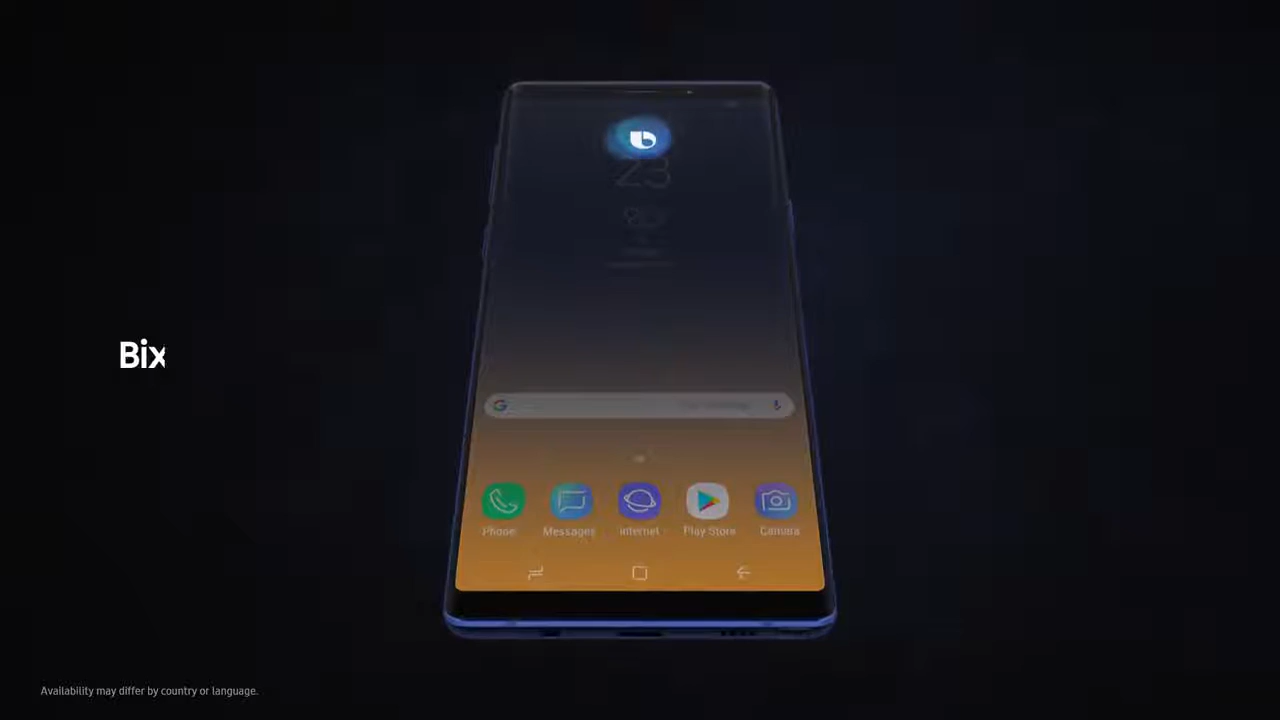 Bix
Phone Messages Internet Play Store Camera
Availability may differ by country or language.